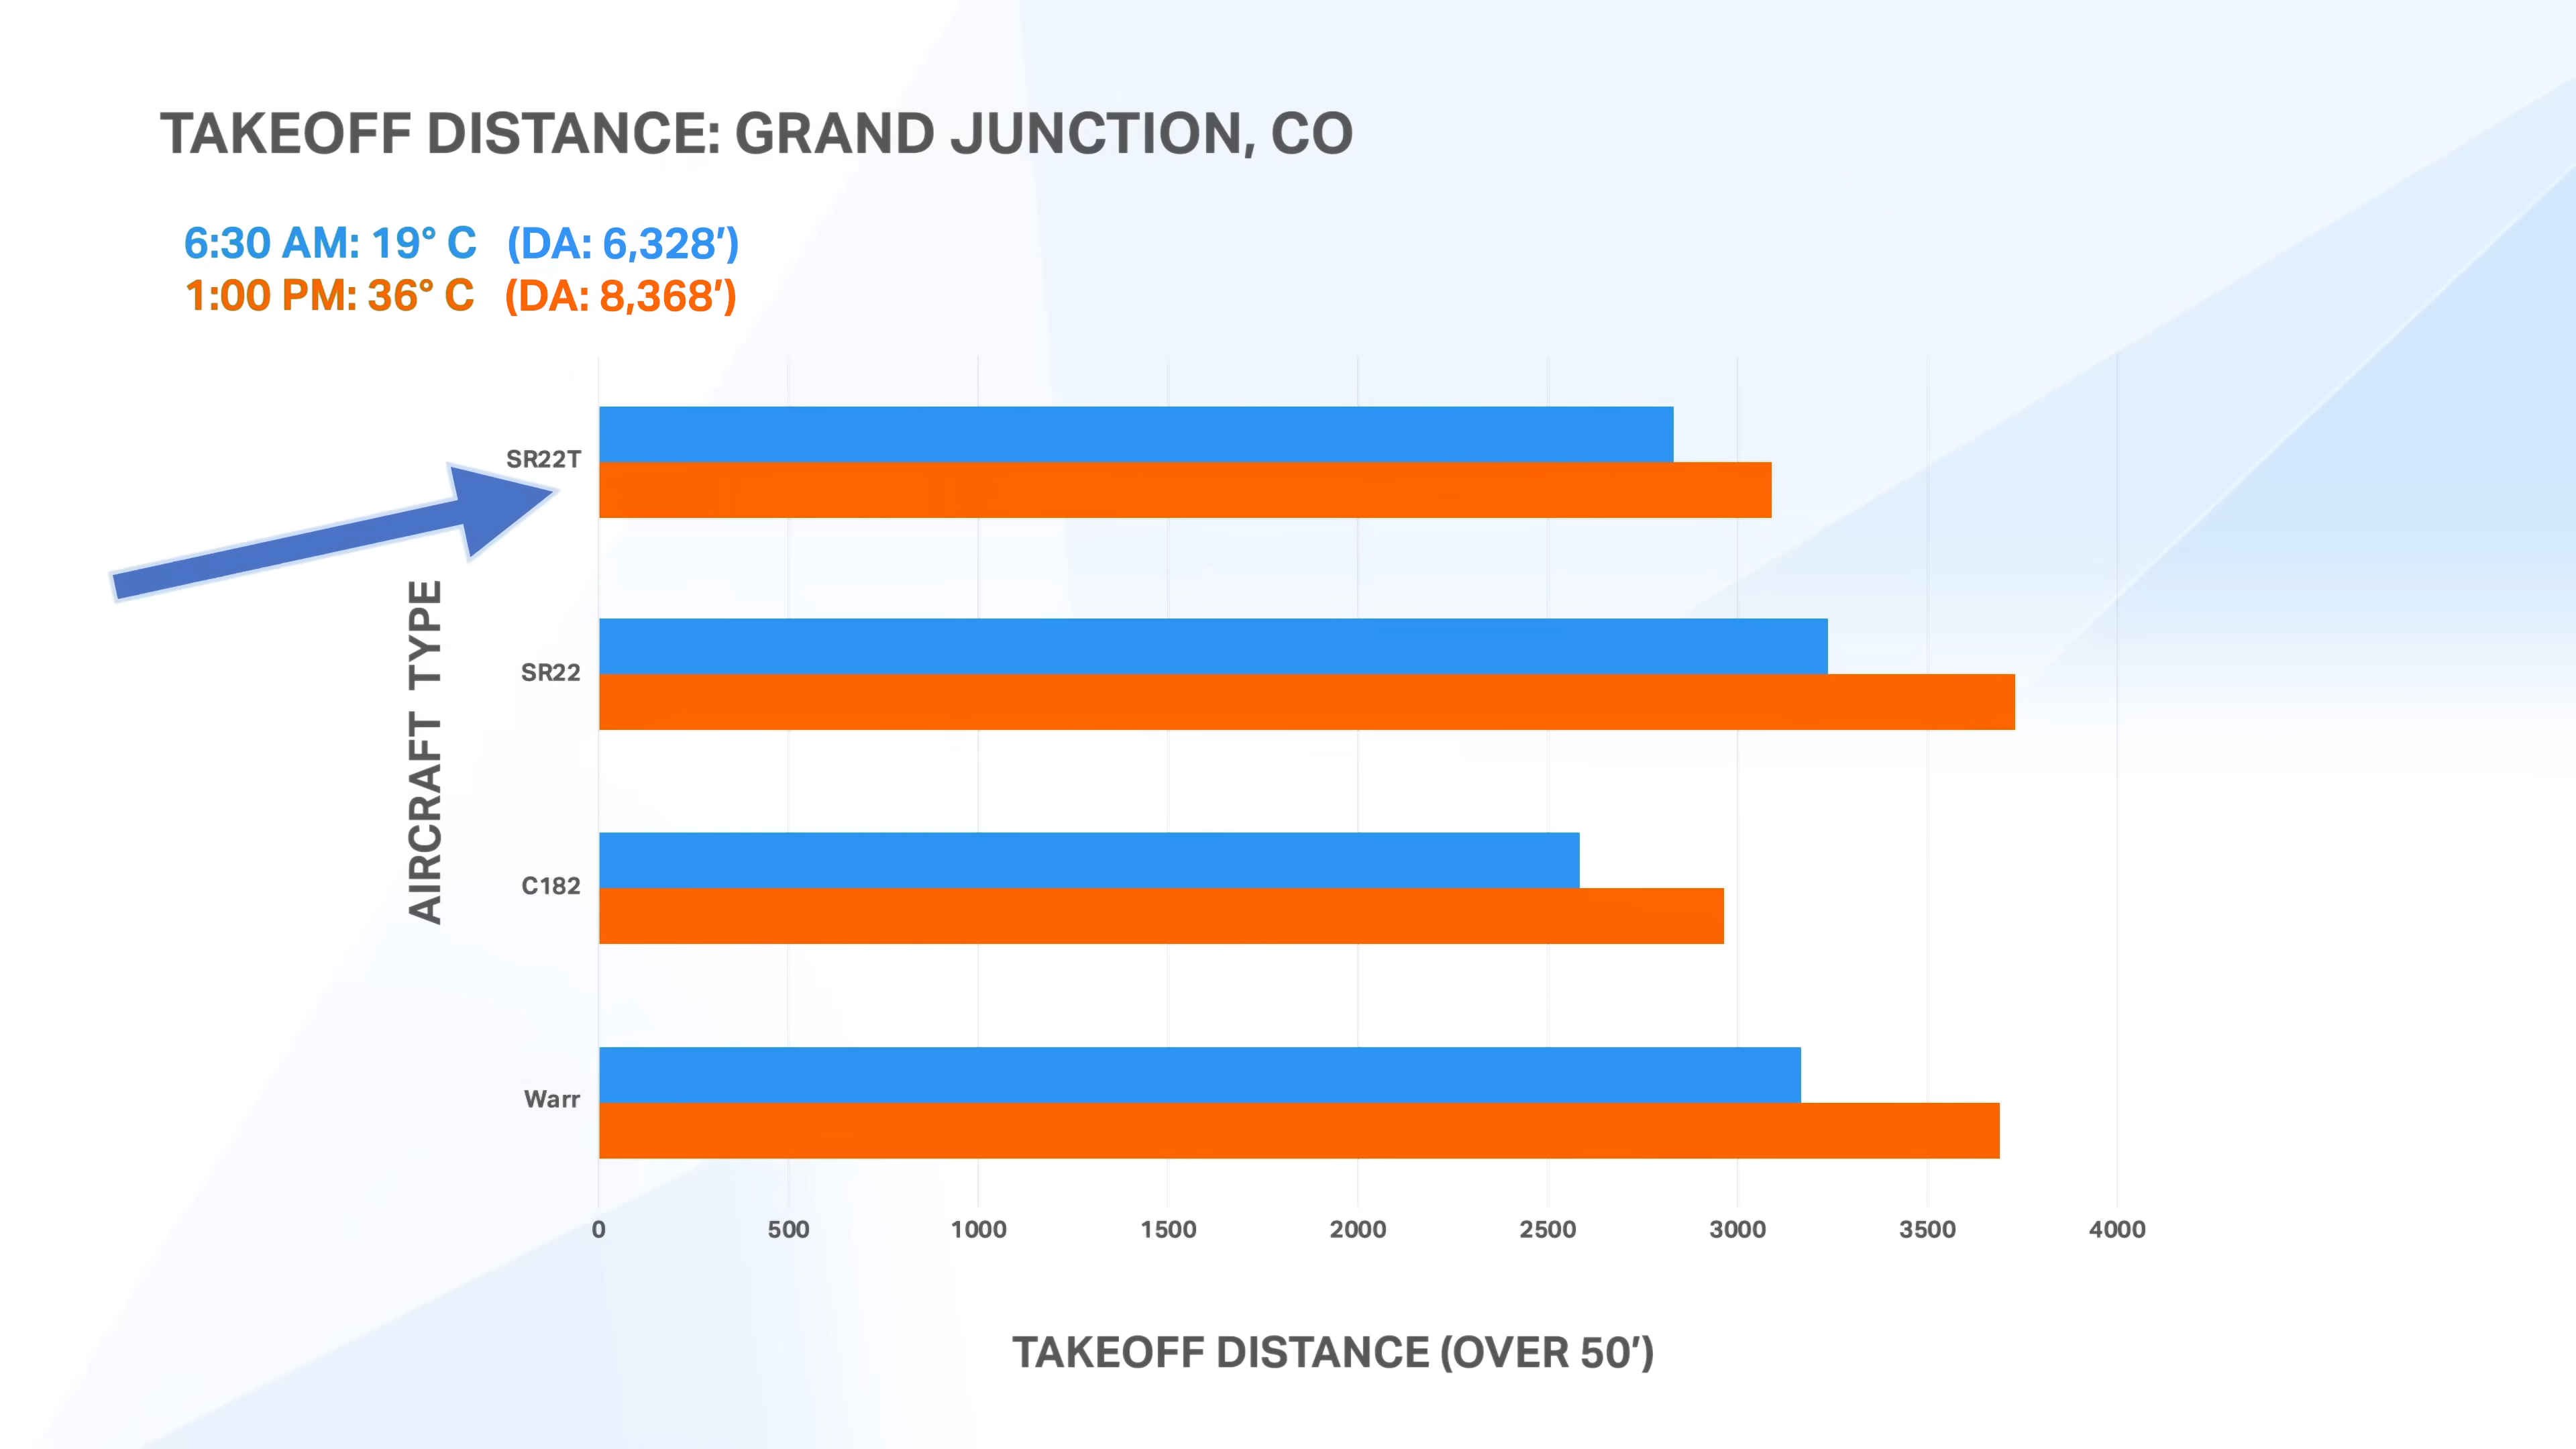 TAKEOFF DISTANCE: GRAND JUNCTION, CO
6:30 AM: 19° C (DA: 6,328')
1:00 PM: 36° C (DA: 8,368')
AIRCRAFT TYPE
SR22T
SR22
C182
Warr
0 500 1000 1500 2000 2500 3000 3500 4000
TAKEOFF DISTANCE (OVER 50')